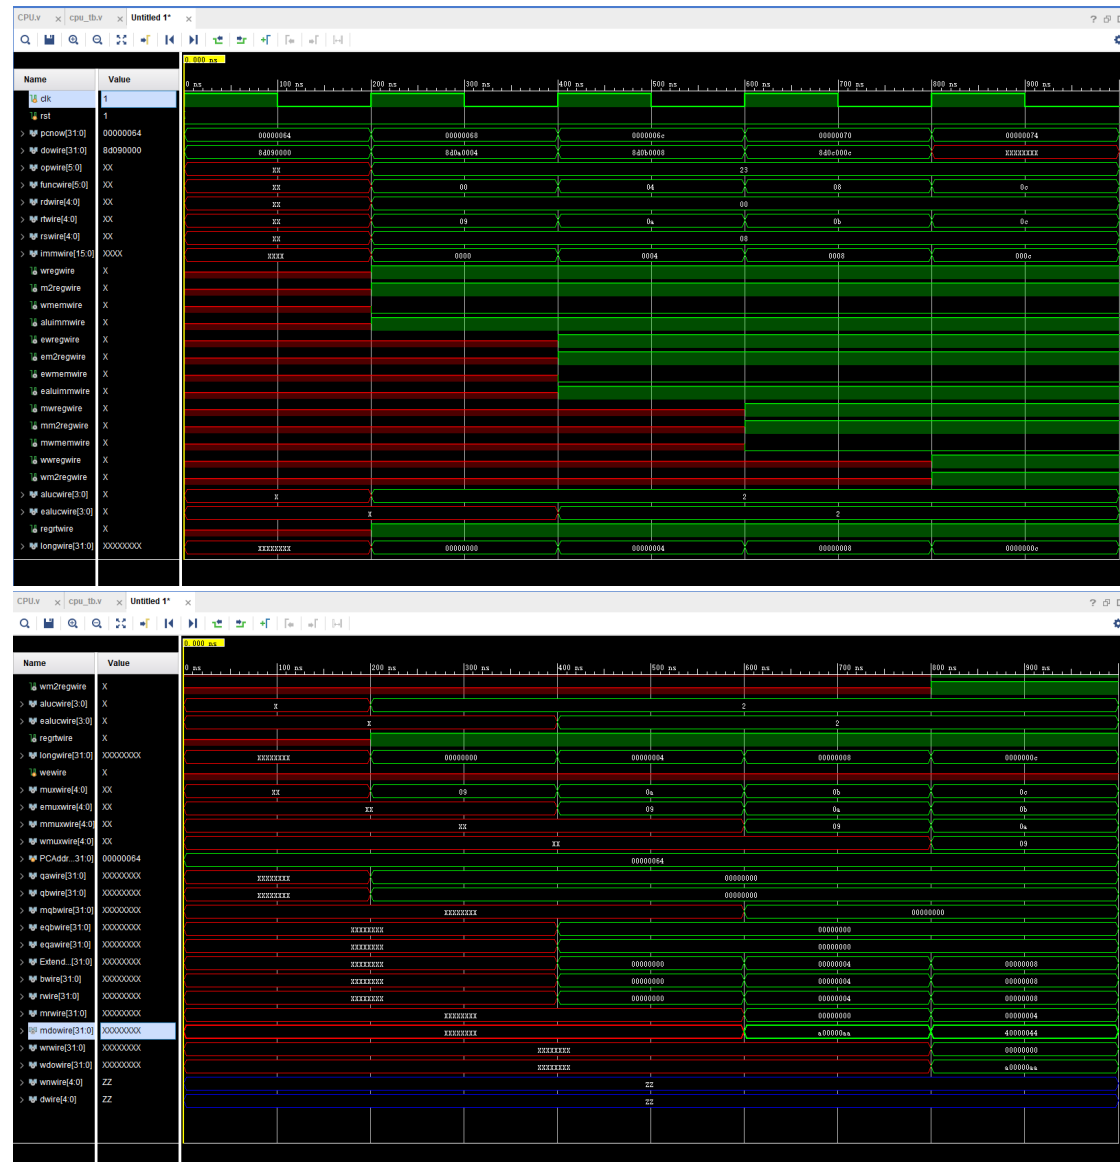 CPU.v × cpu_tb.v × Untitled 1* × ?
0.000 ns
Name Value 0 ns 100 ns 200 ns 300 ns 400 ns 500 ns 600 ns 700 ns 800 ns 900 ns
clk 1
rst 1
pcnow[31:0] 00000064 00000064 00000068 0000006c 00000070 00000074
dowire[31:0] 8d090000 8d090000 8d0a0004 8d0b0008 8d0c000c XXXXXXXX
opwire[5:0] XX XX 23
funcwire[5:0] XX XX 00 04 08 0c
rdwire[4:0] XX XX 00
rtwire[4:0] XX XX 09 0a 0b 0c
rswire[4:0] XX XX 08
immwire[15:0] XXXX XXXX 0000 0004 0008 000c
wregwire X
m2regwire X
wmemwire X
aluimmwire X
ewregwire X
em2regwire X
ewmemwire X
ealuimmwire X
mwregwire X
mm2regwire X
mwmemwire X
wwregwire X
wm2regwire X
alucwire[3:0] X X 2
ealucwire[3:0] X X 2
regrtwire X
longwire[31:0] XXXXXXXX XXXXXXXX 00000000 00000004 00000008 0000000c
CPU.v × cpu_tb.v × Untitled 1* × ?
0.000 ns
Name Value 0 ns 100 ns 200 ns 300 ns 400 ns 500 ns 600 ns 700 ns 800 ns 900 ns
wm2regwire X
alucwire[3:0] X X 2
ealucwire[3:0] X X 2
regrtwire X
longwire[31:0] XXXXXXXX XXXXXXXX 00000000 00000004 00000008 0000000c
wewire X
muxwire[4:0] XX XX 09 0a 0b 0c
emuxwire[4:0] XX XX 09 0a 0b
mmuxwire[4:0] XX XX 09 0a
wmuxwire[4:0] XX XX 09
PCAddr...31:0] 00000064 00000064
qawire[31:0] XXXXXXXX XXXXXXXX 00000000
qbwire[31:0] XXXXXXXX XXXXXXXX 00000000
mqbwire[31:0] XXXXXXXX XXXXXXXX 00000000
eqbwire[31:0] XXXXXXXX XXXXXXXX 00000000
eqawire[31:0] XXXXXXXX XXXXXXXX 00000000
Extend...[31:0] XXXXXXXX XXXXXXXX 00000000 00000004 00000008
bwire[31:0] XXXXXXXX XXXXXXXX 00000000 00000004 00000008
rwire[31:0] XXXXXXXX XXXXXXXX 00000000 00000004 00000008
mrwire[31:0] XXXXXXXX XXXXXXXX 00000000 00000004
mdowire[31:0] XXXXXXXX XXXXXXXX a00000aa 40000044
wrwire[31:0] XXXXXXXX XXXXXXXX 00000000
wdowire[31:0] XXXXXXXX XXXXXXXX a00000aa
wnwire[4:0] ZZ ZZ
dwire[4:0] ZZ ZZ